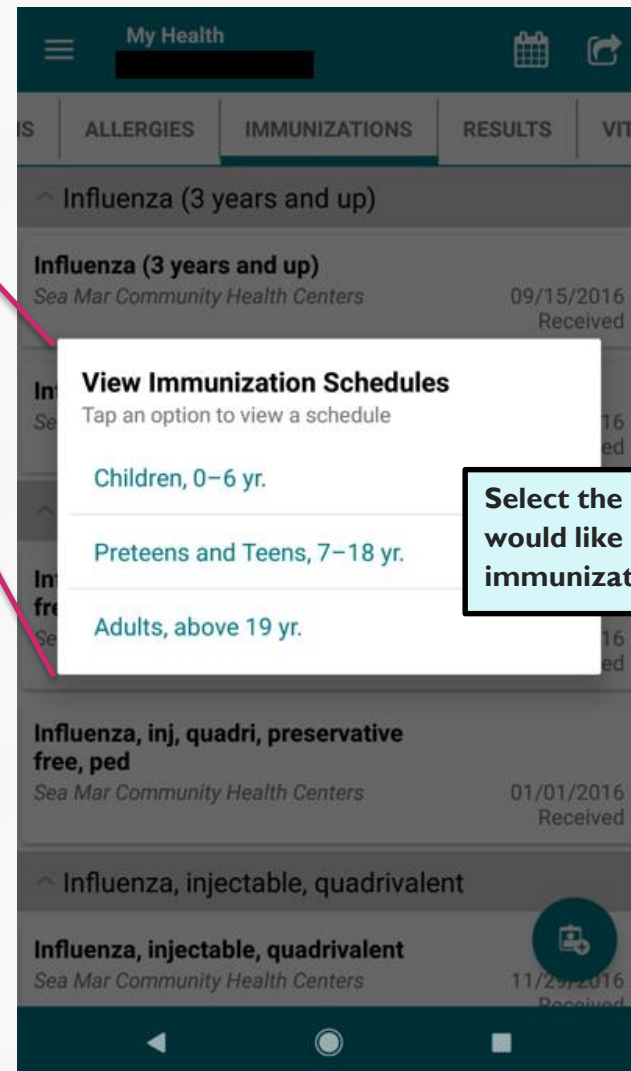 My Health
ALLERGIES IMMUNIZATIONS RESULTS
Influenza (3 years and up)
Influenza (3 years and up)
Sea Mar Community Health Centers 09/15/2016
Received
View Immunization Schedules
Tap an option to view a schedule
Children, 0–6 yr.
Preteens and Teens, 7–18 yr.
Adults, above 19 yr.
Select the
would like
Influenza, inj, quadri, preservative
free, ped
Sea Mar Community Health Centers 01/01/2016
Received
Influenza, injectable, quadrivalent
Influenza, injectable, quadrivalent
Sea Mar Community Health Centers 11/29/2016
Received